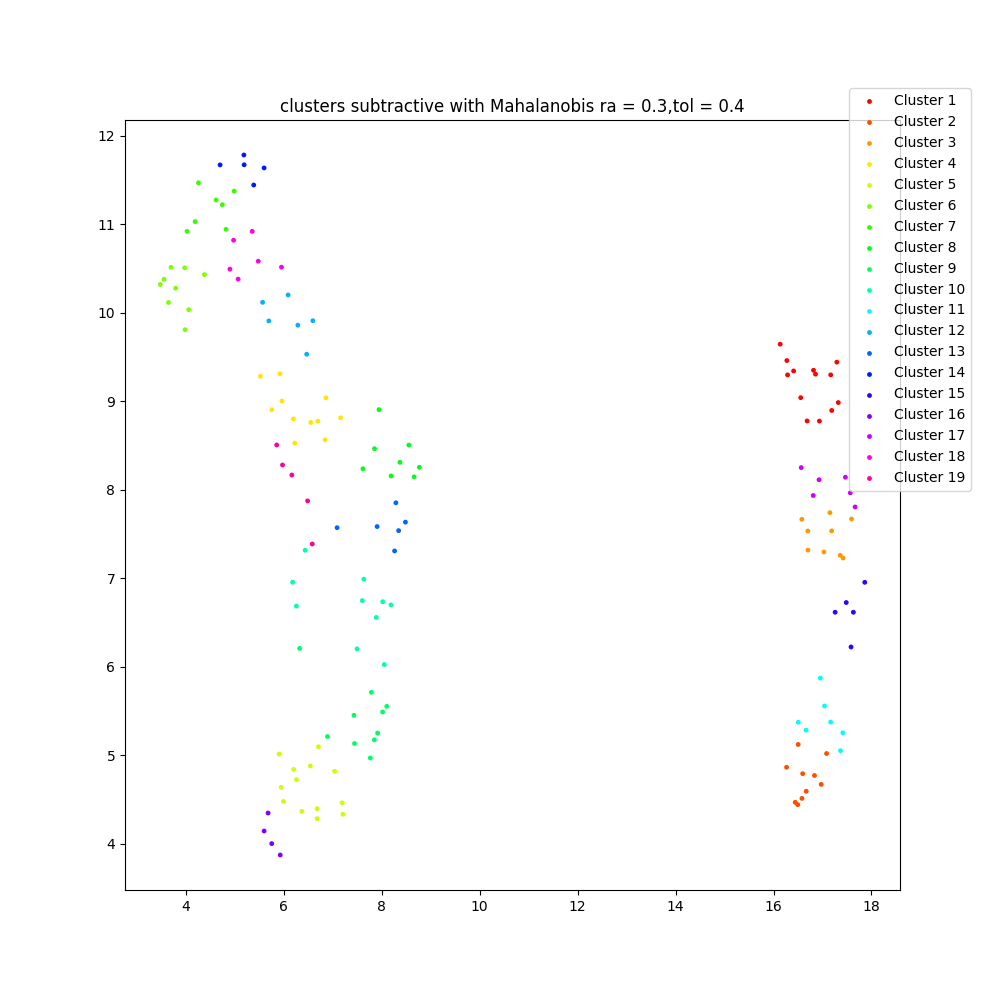 clusters subtractive with Mahalanobis ra = 0.3,tol = 0.4
Cluster 1
Cluster 2
Cluster 3
Cluster 4
Cluster 5
Cluster 6
Cluster 7
Cluster 8
Cluster 9
Cluster 10
Cluster 11
Cluster 12
Cluster 13
Cluster 14
Cluster 15
Cluster 16
Cluster 17
Cluster 18
Cluster 19
12
11
10
9
8
7
6
5
4
4 6 8 10 12 14 16 18